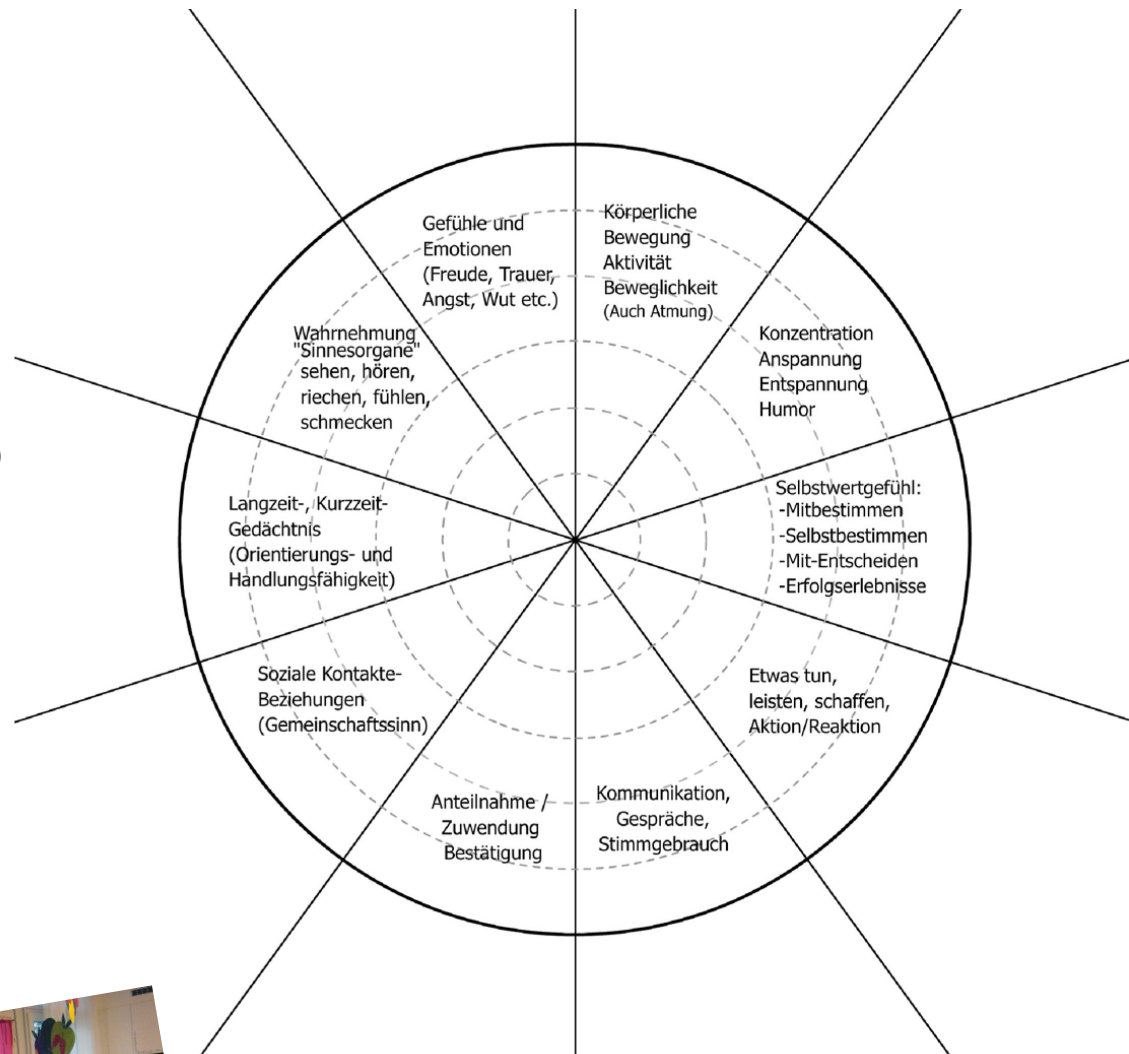 Gefühle und
Emotionen
(Freude, Trauer,
Angst, Wut etc.)
Körperliche
Bewegung
Aktivität
Beweglichkeit
(Auch Atmung)
Konzentration
Anspannung
Entspannung
Humor
Selbstwertgefühl:
-Mitbestimmen
-Selbstbestimmen
-Mit-Entscheiden
-Erfolgserlebnisse
Etwas tun,
leisten, schaffen,
Aktion/Reaktion
Kommunikation,
Gespräche,
Stimmgebrauch
Anteilnahme /
Zuwendung
Bestätigung
Soziale Kontakte-
Beziehungen
(Gemeinschaftssinn)
Langzeit-, Kurzzeit-
Gedächtnis
(Orientierungs- und
Handlungsfähigkeit)
Wahrnehmung
"Sinnesorgane"
sehen, hören,
riechen, fühlen,
schmecken